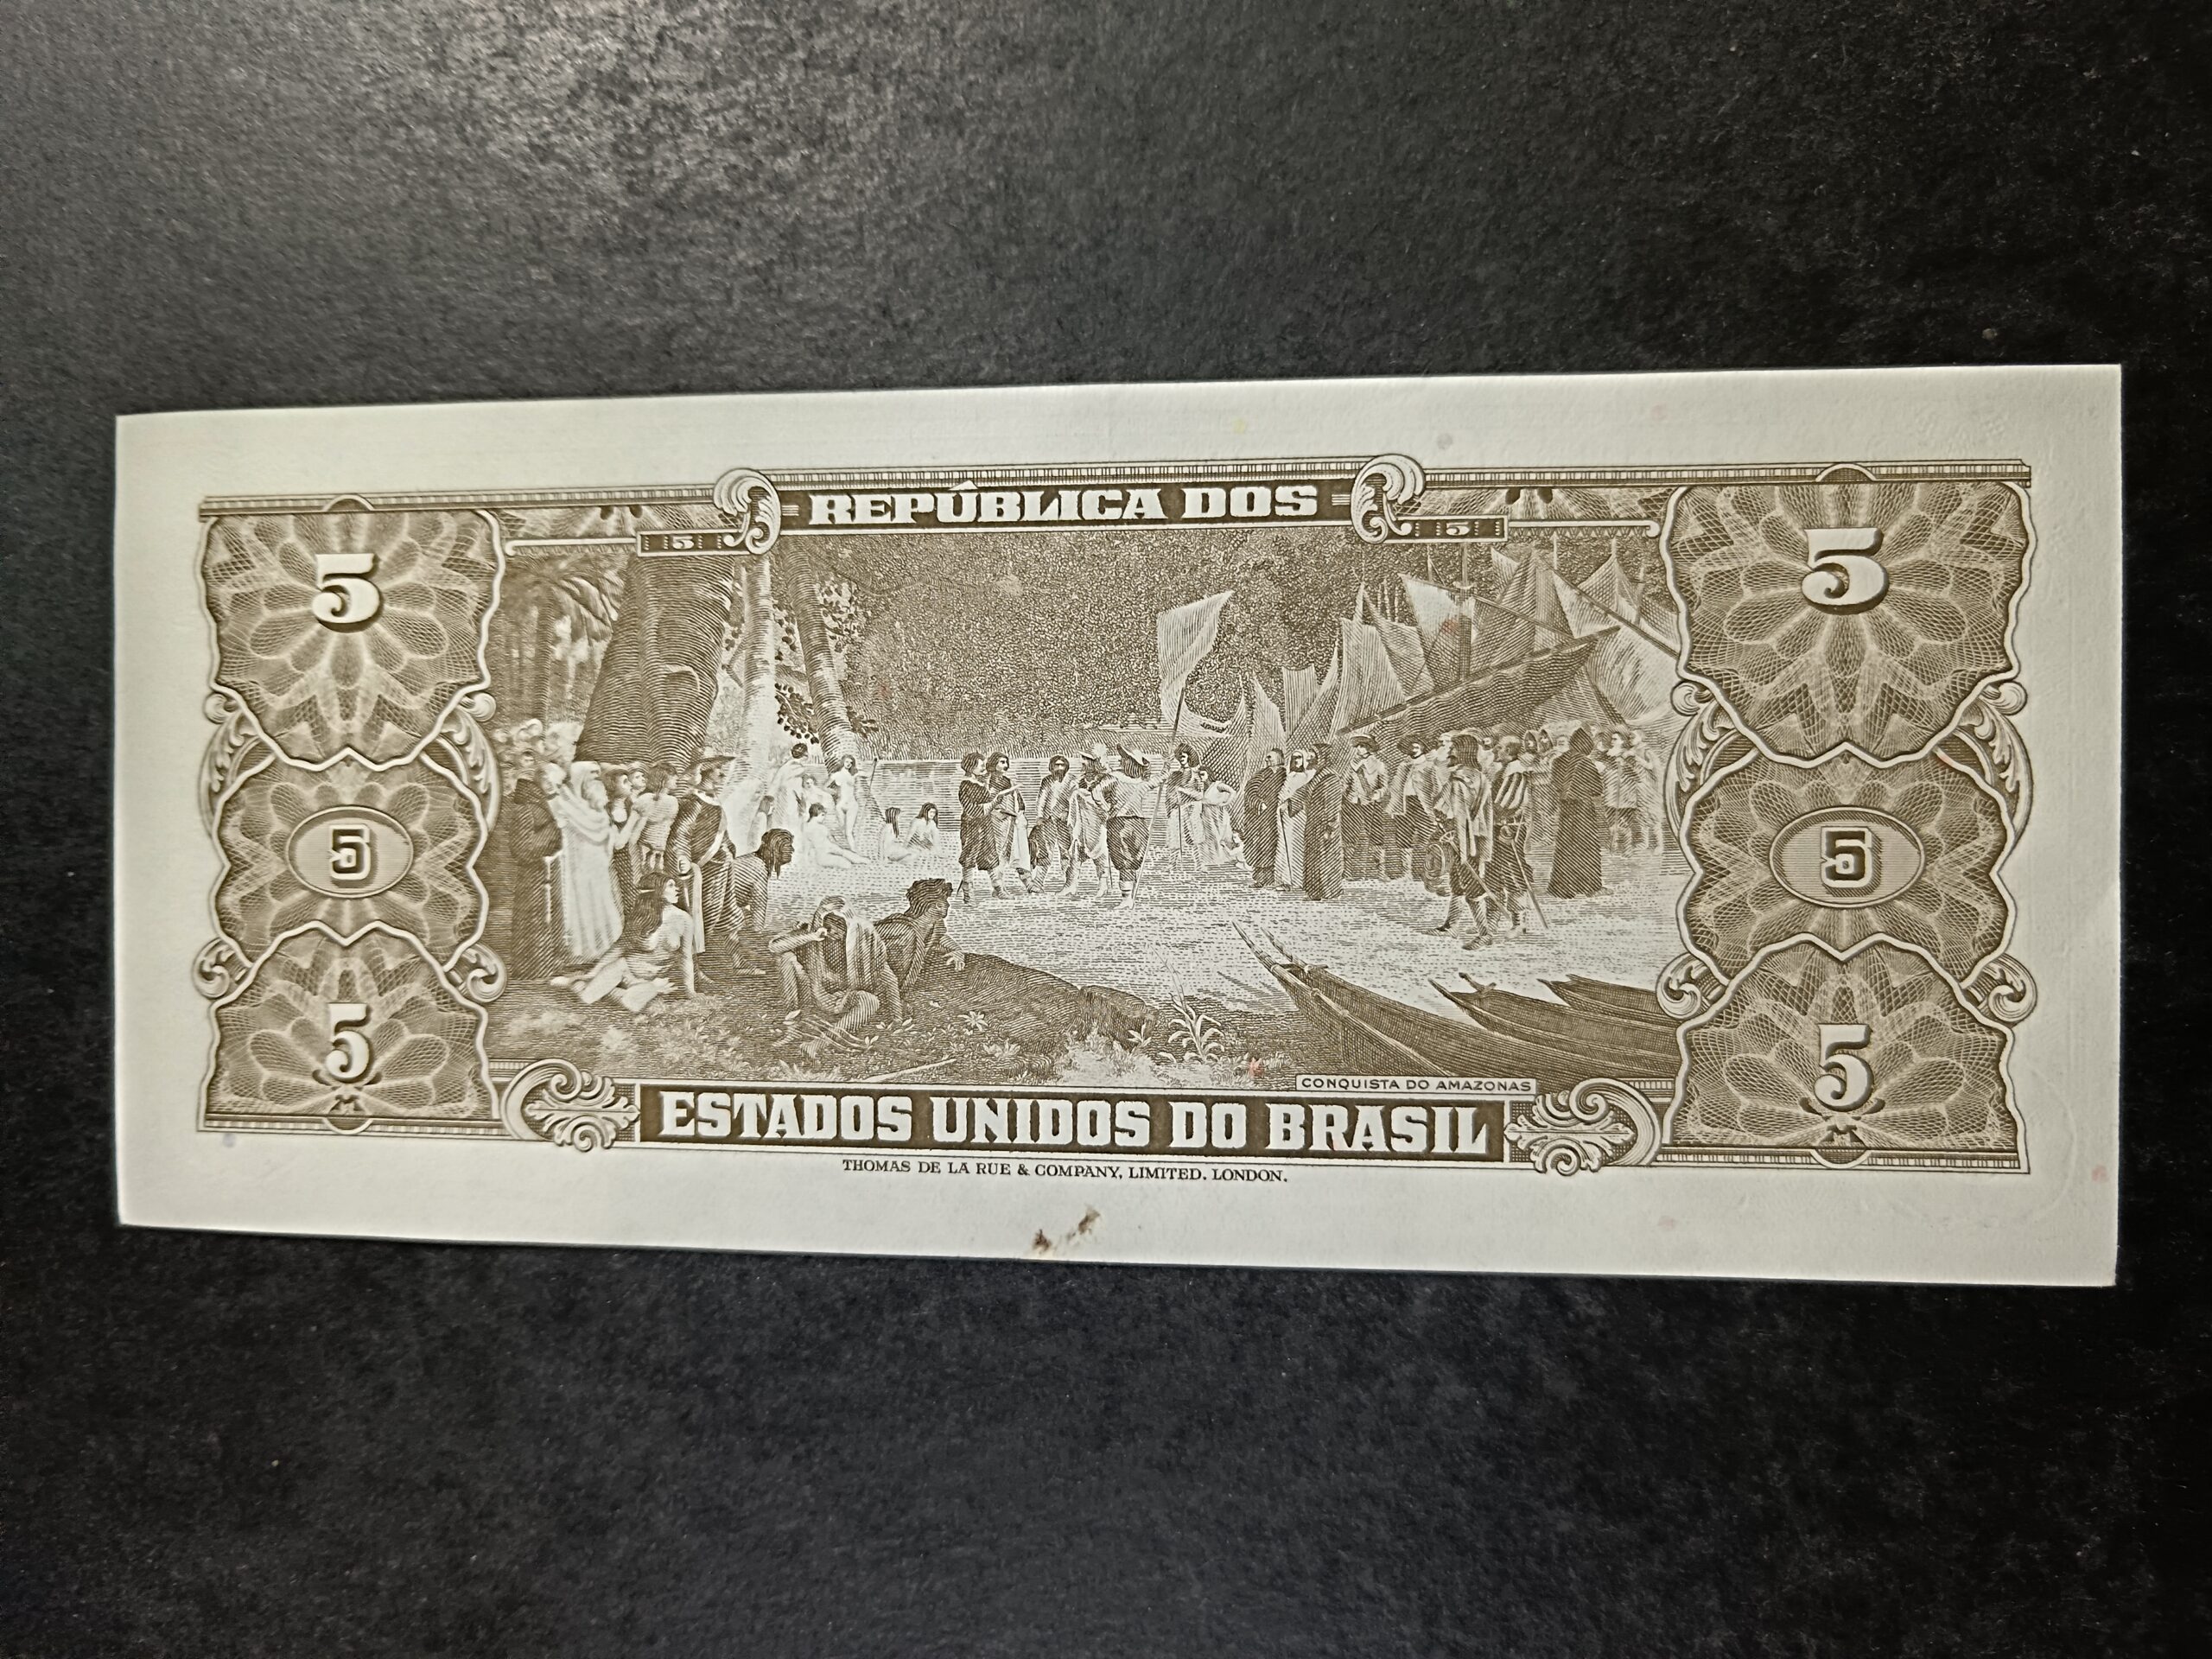 REPÚBLICA DOS
5 5
5 5
5 5
5 5
CONQUISTA DO AMAZONAS
ESTADOS UNIDOS DO BRASIL
THOMAS DE LA RUE & COMPANY, LIMITED. LONDON.